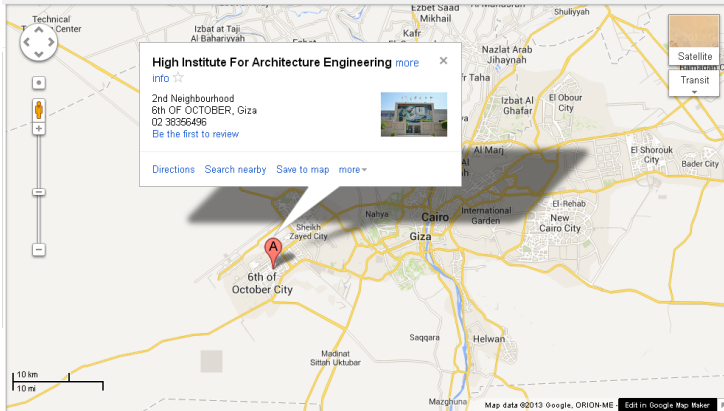 Technical
Center
Izbat at Taji
Al Bahariyyah
Ezbet Saad
Mikhail
Shuliyyah
Kafr
Nazlat Arab
Jihaynah
Satellite
Transit
High Institute For Architecture Engineering more
info
2nd Neighbourhood
6th OF OCTOBER, Giza
02 38356496
Be the first to review
Directions Search nearby Save to map more
Izbat Al
Ghafar
El Obour
City
Al Marj
El Shorouk
City
Bader City
Nahya
Cairo
International
Garden
El-Rehab
New
Cairo City
Giza
Sheikh
Zayed City
A
6th of
October City
Saqqara
Helwan
Madinat
Sittah Uktubar
10 km
10 mi
Mazghuna
Map data ©2013 Google, ORION-ME -
Edit in Google Map Maker